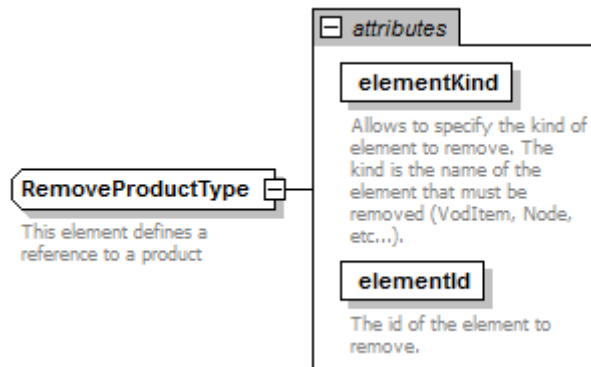 attributes
elementKind
Allows to specify the kind of
element to remove. The
kind is the name of the
element that must be
removed (VodItem, Node,
etc...).
RemoveProductType
This element defines a
reference to a product
elementId
The id of the element to
remove.